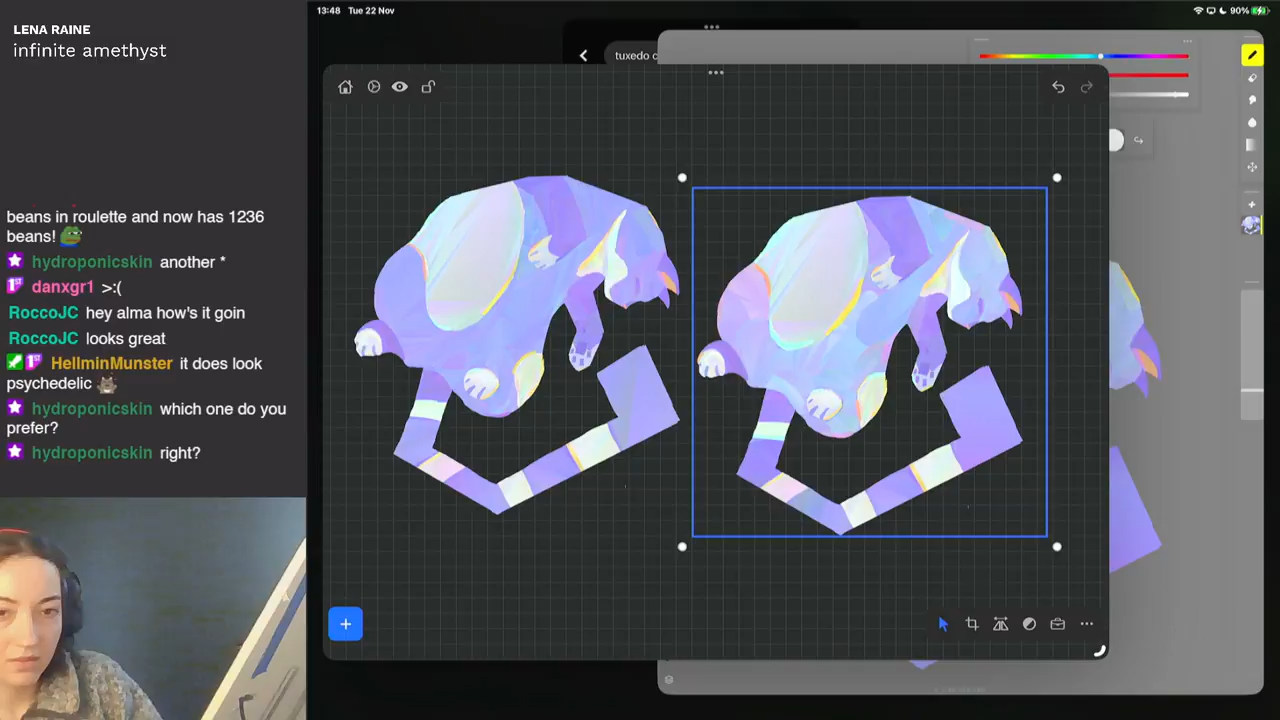 LENA RAINE
infinite amethyst
beans in roulette and now has 1236
beans!
hydroponicskin another *
danxgr1 >:(
RoccoJC hey alma how's it goin
RoccoJC looks great
HellminMunster it does look
psychedelic
hydroponicskin which one do you
prefer?
hydroponicskin right?
13:48 Tue 22 Nov
90%
tuxedo c